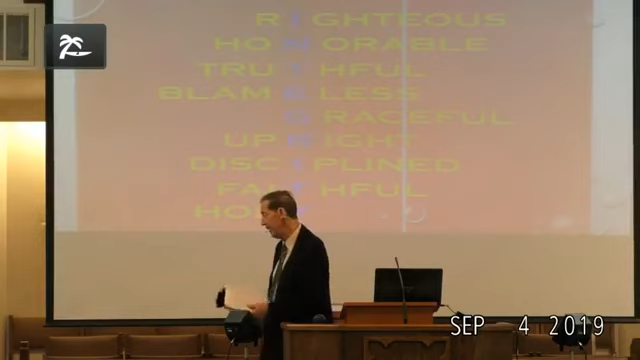 RIGHTEOUS
HONORABLE
TRUTHFUL
BLAMELESS
GRACEFUL
UPRIGHT
DISCIPLINED
FAITHFUL
SEP 4 2019